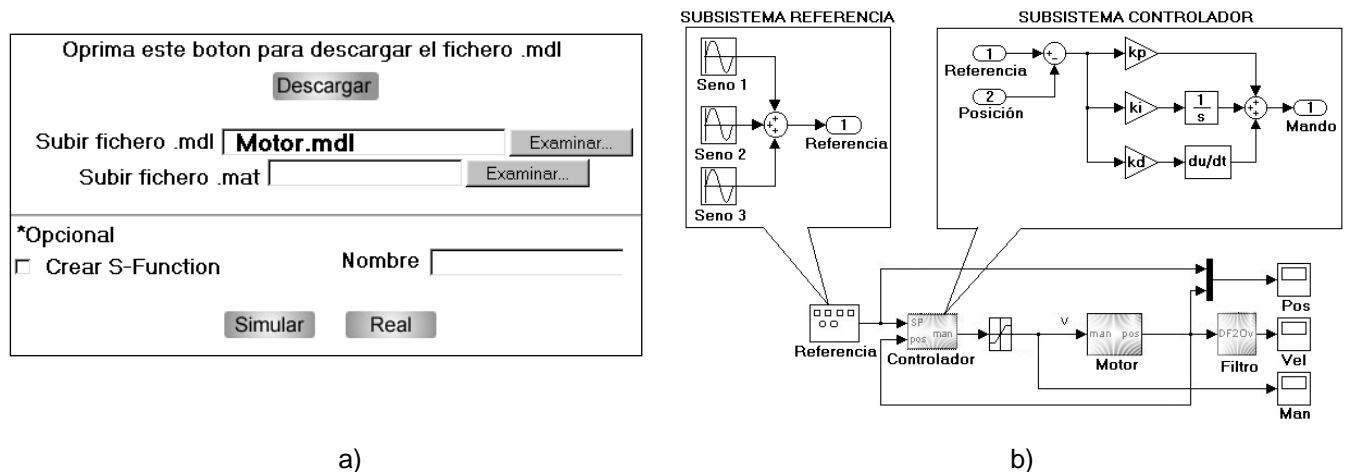 Oprima este boton para descargar el fichero .mdl
Descargar
Subir fichero .mdl Motor.mdl Examinar...
Subir fichero .mat Examinar...
*Opcional
Crear S-Function Nombre
Simular Real
a)
SUBSISTEMA REFERENCIA
Seno 1
Seno 2
Seno 3
+
+
+
1
Referencia
SUBSISTEMA CONTROLADOR
1
Referencia
2
Posición
+
-
kp
ki
kd
1
s
du/dt
+
+
+
1
Mando
Referencia
SP
pos man
Controlador
V
man pos
Motor
DF2Ov
Filtro
Pos
Vel
Man
b)